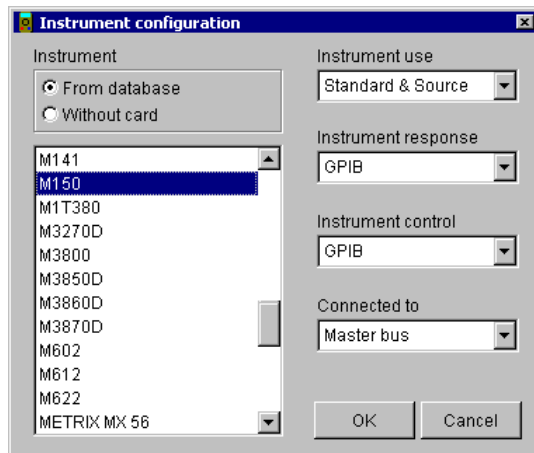 Instrument configuration
Instrument
From database
Without card
M141
M150
M1T380
M3270D
M3800
M3850D
M3860D
M3870D
M602
M612
M622
METRIX MX 56
Instrument use
Standard & Source
Instrument response
GPIB
Instrument control
GPIB
Connected to
Master bus
OK
Cancel